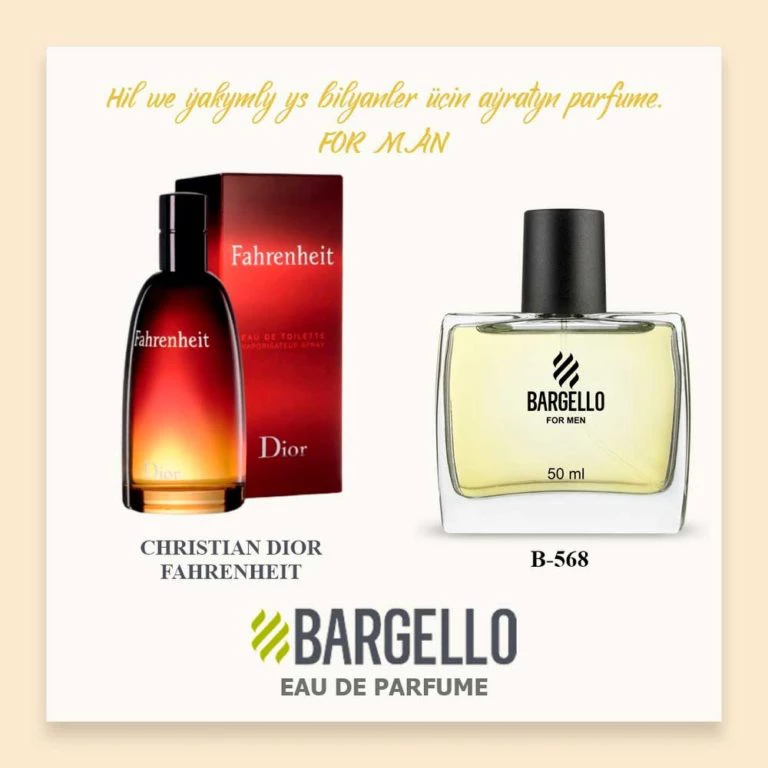 Hil we ýakymly ys bilýanler üçin aýratyn parfume.
FOR MAN
Fahrenheit
EAU DE TOILETTE
VAPORISATEUR SPRAY
Dior
Fahrenheit
Dior
BARGELLO
FOR MEN
50 ml
CHRISTIAN DIOR
FAHRENHEIT
B-568
BARGELLO
EAU DE PARFUME